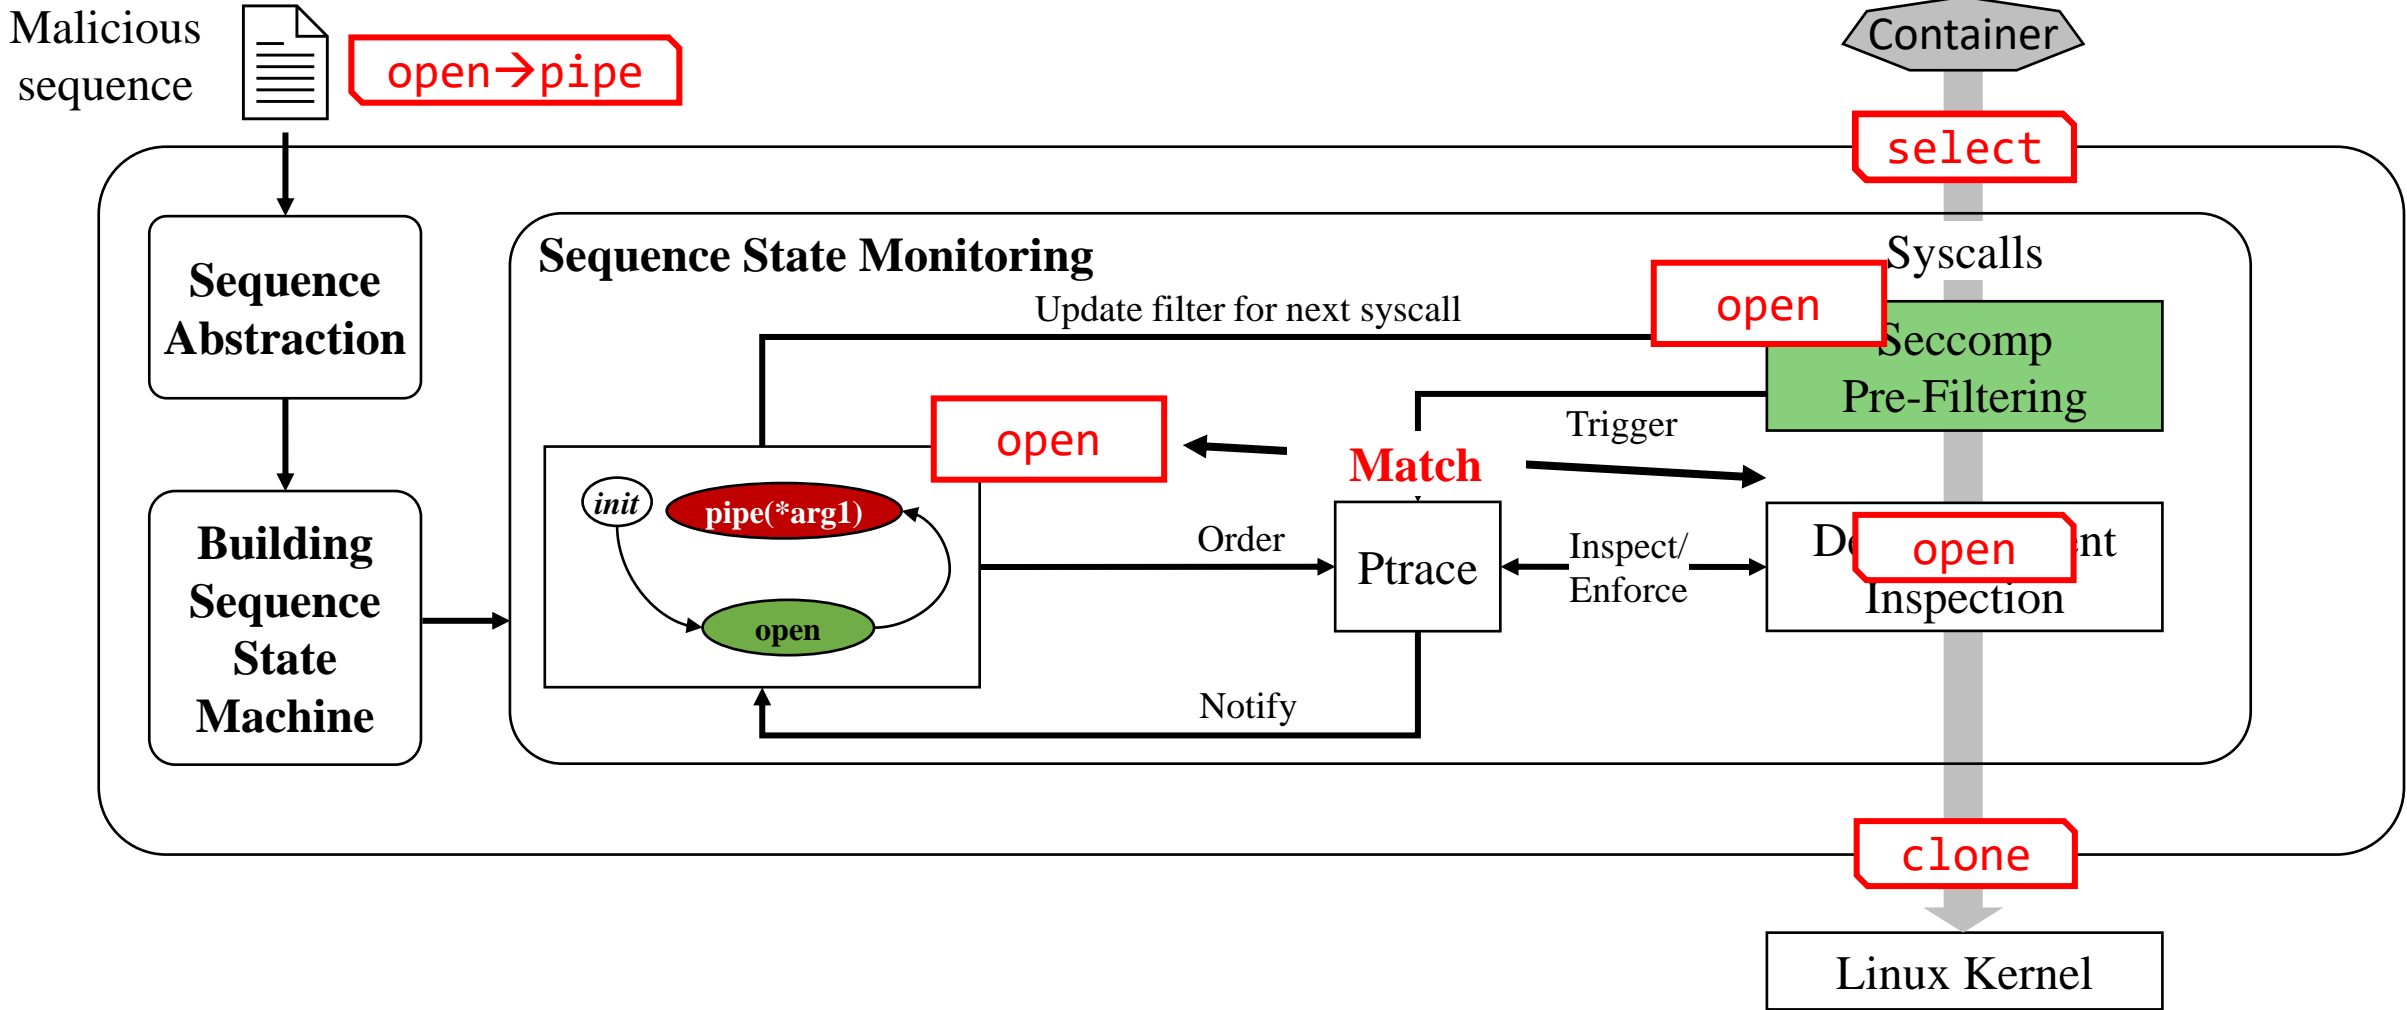 Malicious
sequence
open→pipe
Container
select
Sequence State Monitoring
Syscalls
Sequence
Abstraction
Update filter for next syscall
open
Seccomp
Pre-Filtering
open
Match
Trigger
init
pipe(*arg1)
open
Order
Ptrace
Inspect/
Enforce
open
Inspection
Building
Sequence
State
Machine
Notify
clone
Linux Kernel